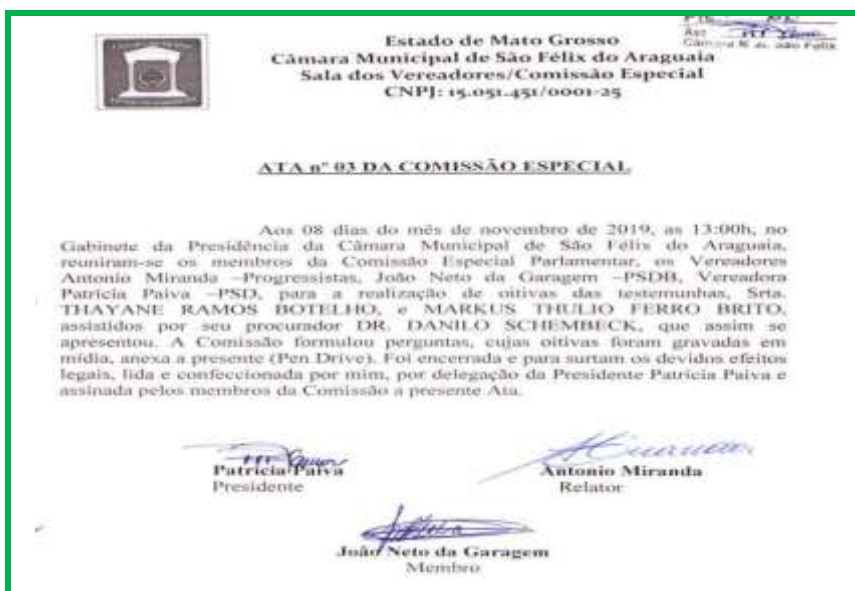 Ass
Câmara M. de São Félix
Estado de Mato Grosso
Câmara Municipal de São Félix do Araguaia
Sala dos Vereadores/Comissão Especial
CNPJ: 15.051.451/0001-25
ATA nº 03 DA COMISSÃO ESPECIAL
Aos 08 dias do mês de novembro de 2019, as 13:00h, no
Gabinete da Presidência da Câmara Municipal de São Félix do Araguaia,
reuniram-se os membros da Comissão Especial Parlamentar, os Vereadores
Antonio Miranda –Progressistas, João Neto da Garagem –PSDB, Vereadora
Patricia Paiva –PSD, para a realização de oitivas das testemunhas, Srta.
THAYANE RAMOS BOTELHO, e MARKUS THULIO FERRO BRITO,
assistidos por seu procurador DR. DANILO SCHEMBECK, que assim se
apresentou. A Comissão formulou perguntas, cujas oitivas foram gravadas em
mídia, anexa a presente (Pen Drive). Foi encerrada e para surtam os devidos efeitos
legais, lida e confeccionada por mim, por delegação da Presidente Patricia Paiva e
assinada pelos membros da Comissão a presente Ata.
Patricia Paiva
Presidente
Antonio Miranda
Relator
João Neto da Garagem
Membro